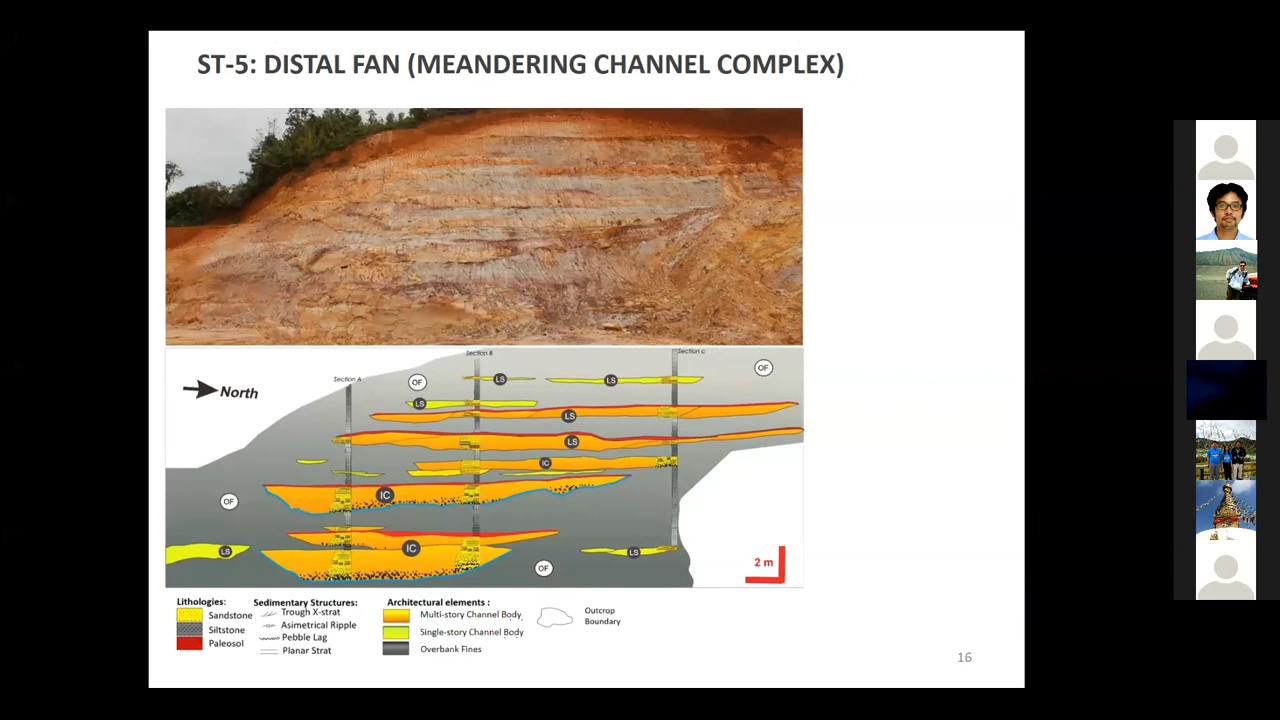 ST-5: DISTAL FAN (MEANDERING CHANNEL COMPLEX)
Section B
Section C
Section A
OF
LS
LS
OF
North
LS
LS
LS
IC
IC
OF
LS
IC
LS
OF
2 m
Lithologies:
Sandstone
Siltstone
Paleosol
Sedimentary Structures:
Trough X-strat
Asimetrical Ripple
Pebble Lag
Planar Strat
Architectural elements :
Multi-story Channel Body
Single-story Channel Body
Overbank Fines
Outcrop
Boundary
16